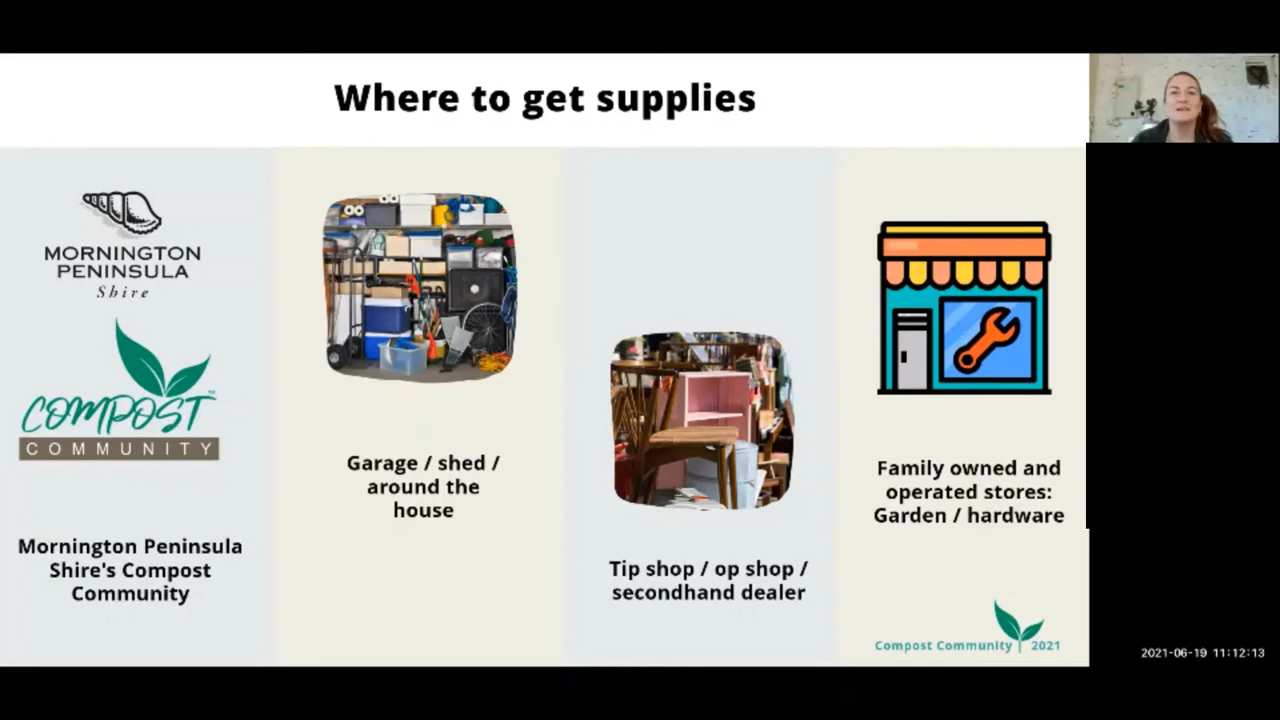 Where to get supplies
MORNINGTON
PENINSULA
Shire
COMPOST
COMMUNITY
Mornington Peninsula
Shire's Compost
Community
Garage / shed /
around the
house
Tip shop / op shop /
secondhand dealer
Family owned and
operated stores:
Garden / hardware
Compost Community | 2021
2021-06-19 11:12:13